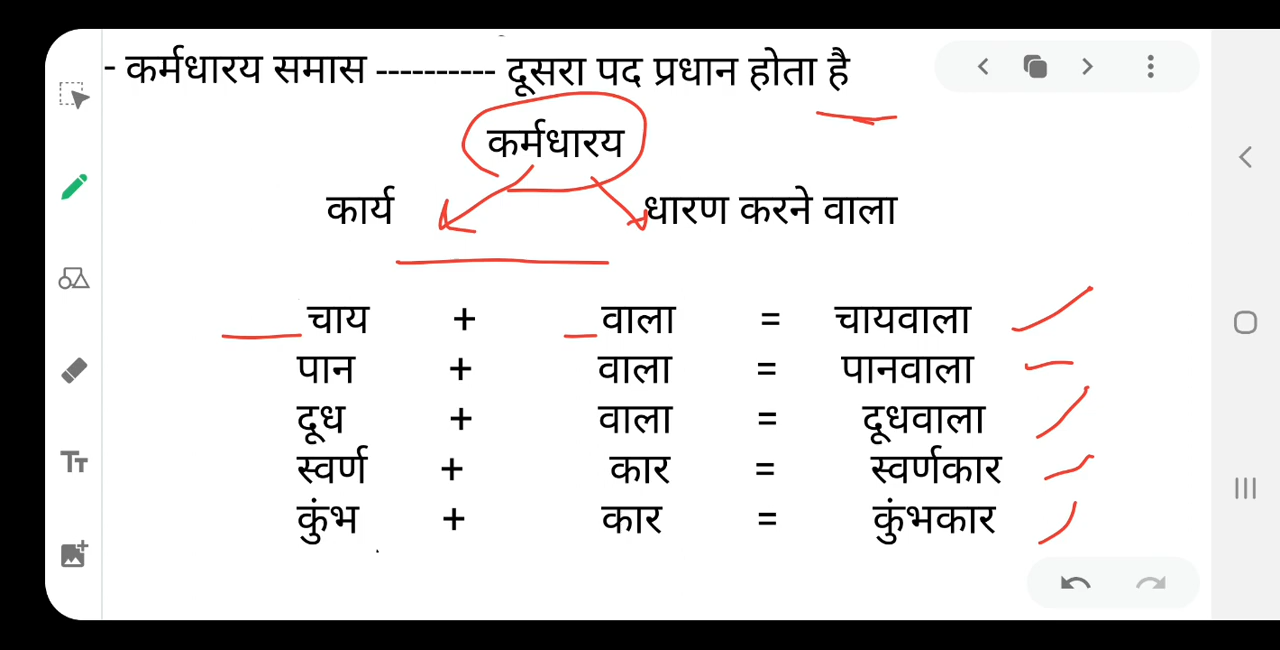 - कर्मधारय समास ---------- दूसरा पद प्रधान होता है
कर्मधारय
कार्य धारण करने वाला
चाय + वाला = चायवाला
पान + वाला = पानवाला
दूध + वाला = दूधवाला
स्वर्ण + कार = स्वर्णकार
कुंभ + कार = कुंभकार